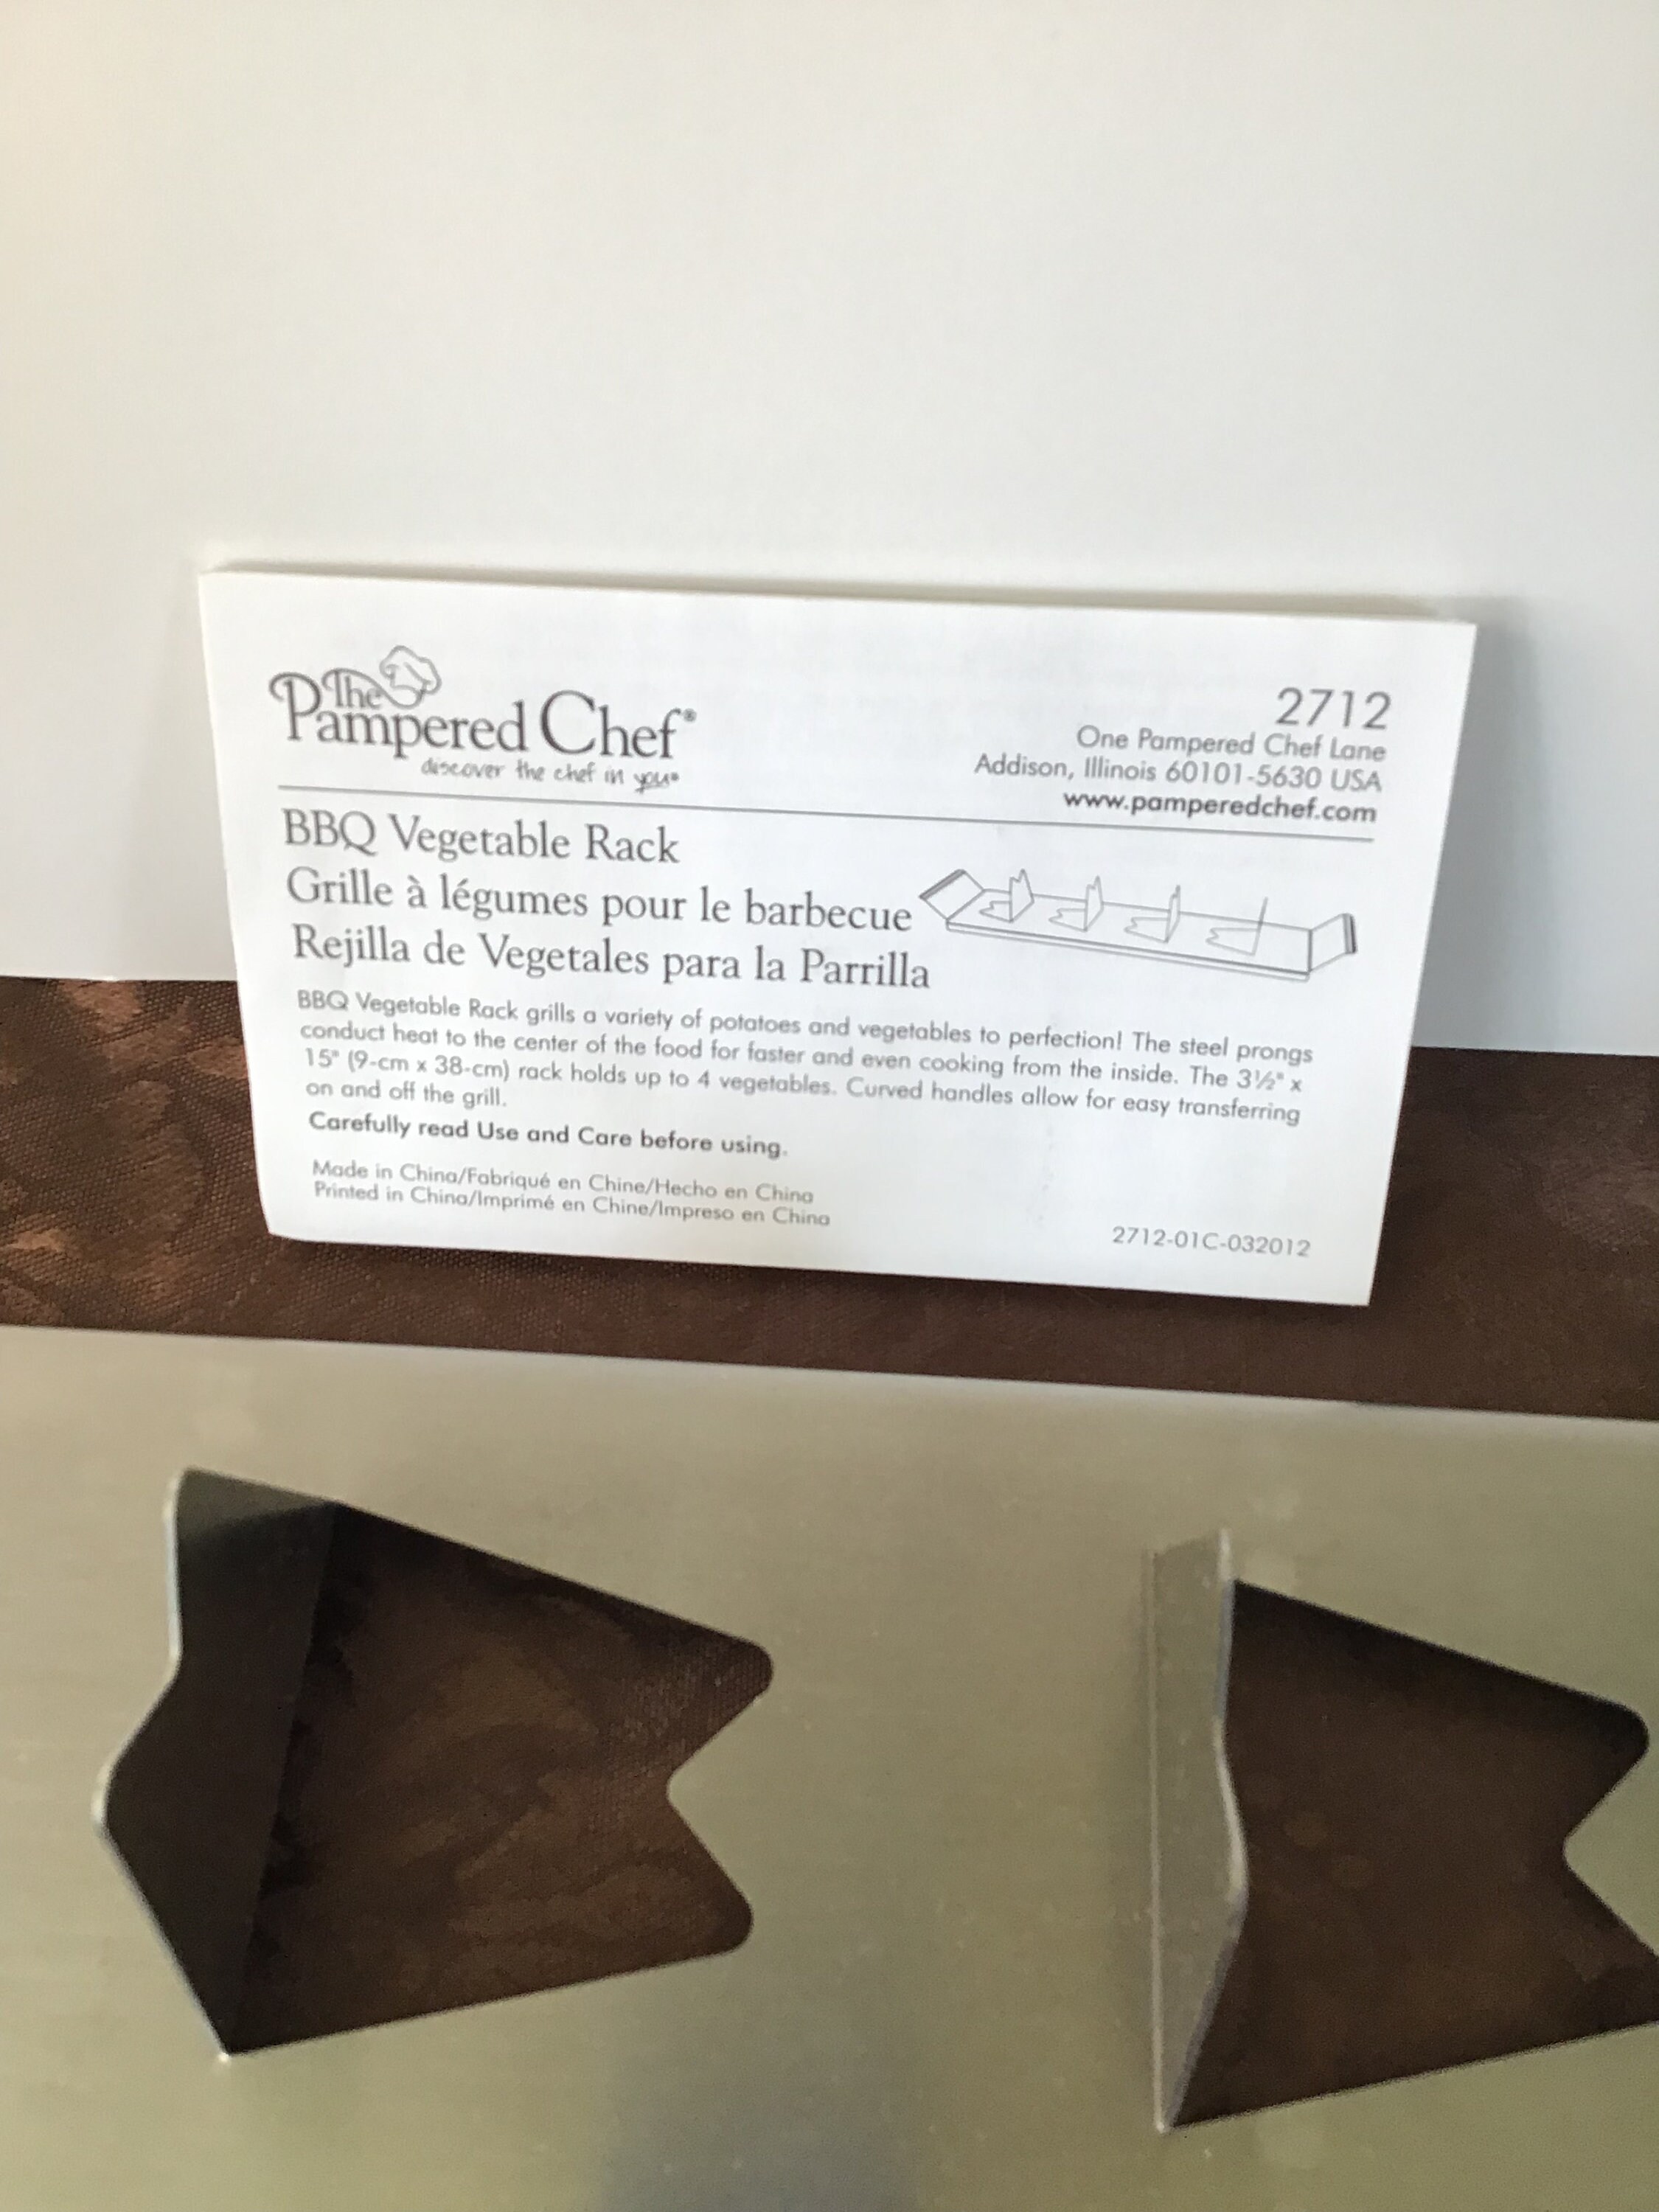 The
Pampered Chef®
discover the chef in you®
2712
One Pampered Chef Lane
Addison, Illinois 60101-5630 USA
www.pamperedchef.com
BBQ Vegetable Rack
Grille à légumes pour le barbecue
Rejilla de Vegetales para la Parrilla
BBQ Vegetable Rack grills a variety of potatoes and vegetables to perfection! The steel prongs
conduct heat to the center of the food for faster and even cooking from the inside. The 3½" x
15" (9-cm x 38-cm) rack holds up to 4 vegetables. Curved handles allow for easy transferring
on and off the grill.
Carefully read Use and Care before using.
Made in China/Fabriqué en Chine/Hecho en China
Printed in China/Imprimé en Chine/Impreso en China
2712-01C-032012